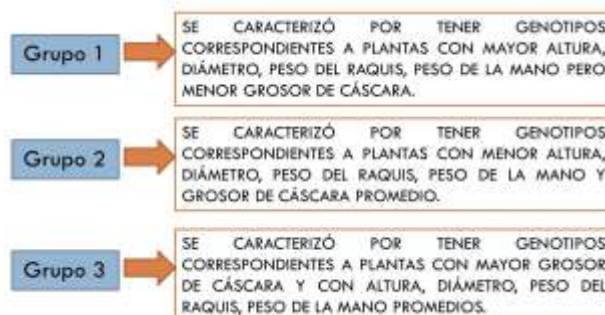 Grupo 1
SE CARACTERIZÓ POR TENER GENOTIPOS
CORRESPONDIENTES A PLANTAS CON MAYOR ALTURA,
DIÁMETRO, PESO DEL RAQUIS, PESO DE LA MANO PERO
MENOR GROSOR DE CÁSCARA.
Grupo 2
SE CARACTERIZÓ POR TENER GENOTIPOS
CORRESPONDIENTES A PLANTAS CON MENOR ALTURA,
DIÁMETRO, PESO DEL RAQUIS, PESO DE LA MANO Y
GROSOR DE CÁSCARA PROMEDIO.
Grupo 3
SE CARACTERIZÓ POR TENER GENOTIPOS
CORRESPONDIENTES A PLANTAS CON MAYOR GROSOR
DE CÁSCARA Y CON ALTURA, DIÁMETRO, PESO DEL
RAQUIS, PESO DE LA MANO PROMEDIOS.